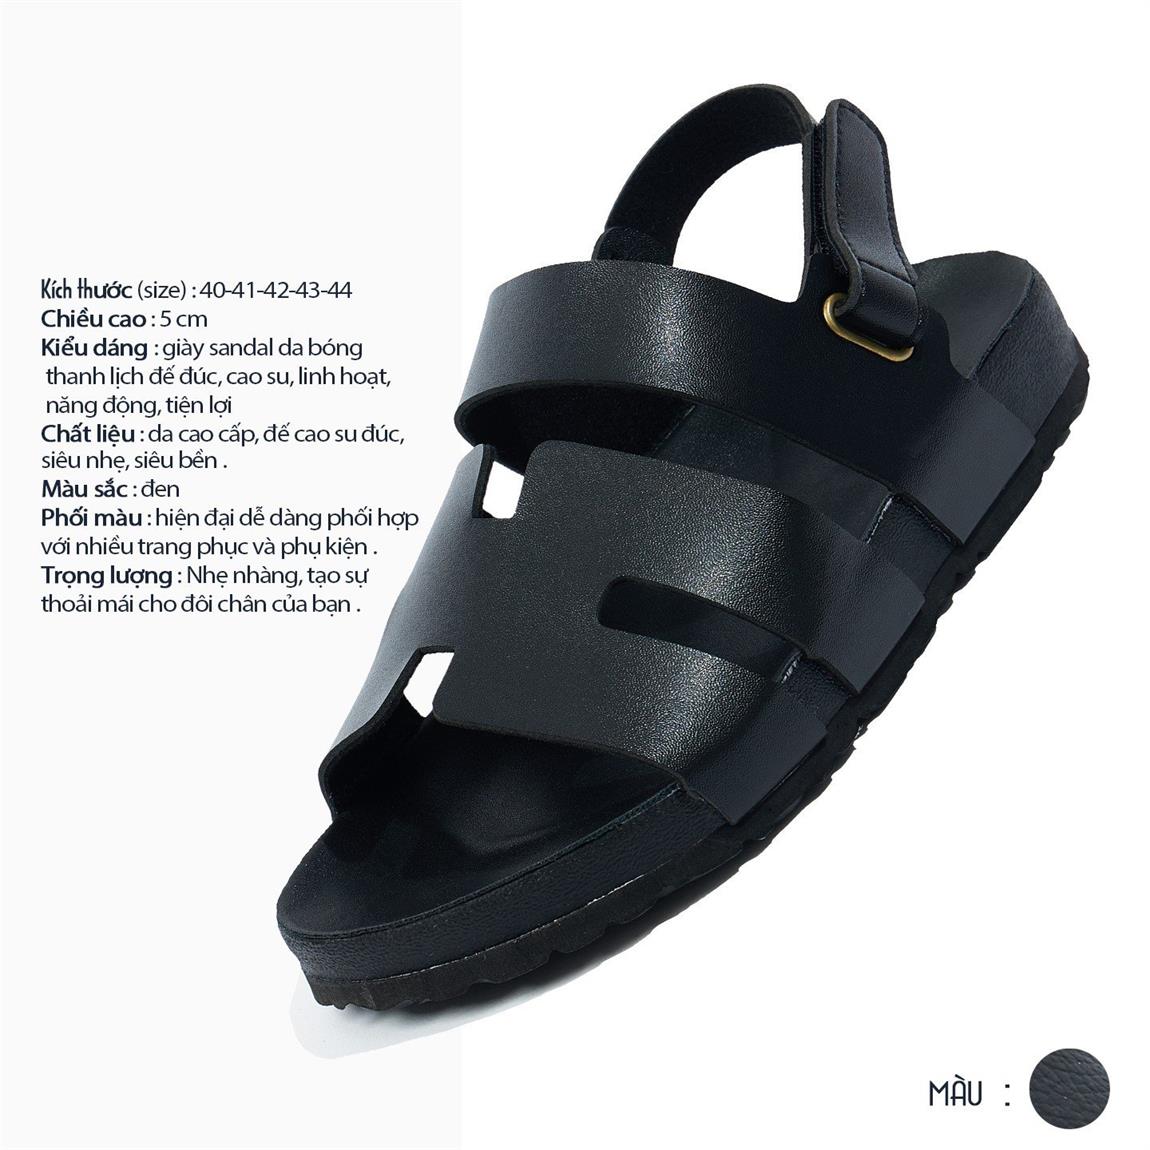 Kích thước (size) : 40-41-42-43-44
Chiều cao : 5 cm
Kiểu dáng : giày sandal da bóng
thanh lịch đế đúc, cao su, linh hoạt,
năng động, tiện lợi
Chất liệu : da cao cấp, đế cao su đúc,
siêu nhẹ, siêu bền .
Màu sắc : đen
Phối màu : hiện đại dễ dàng phối hợp
với nhiều trang phục và phụ kiện .
Trọng lượng : Nhẹ nhàng, tạo sự
thoải mái cho đôi chân của bạn .
MÀU :